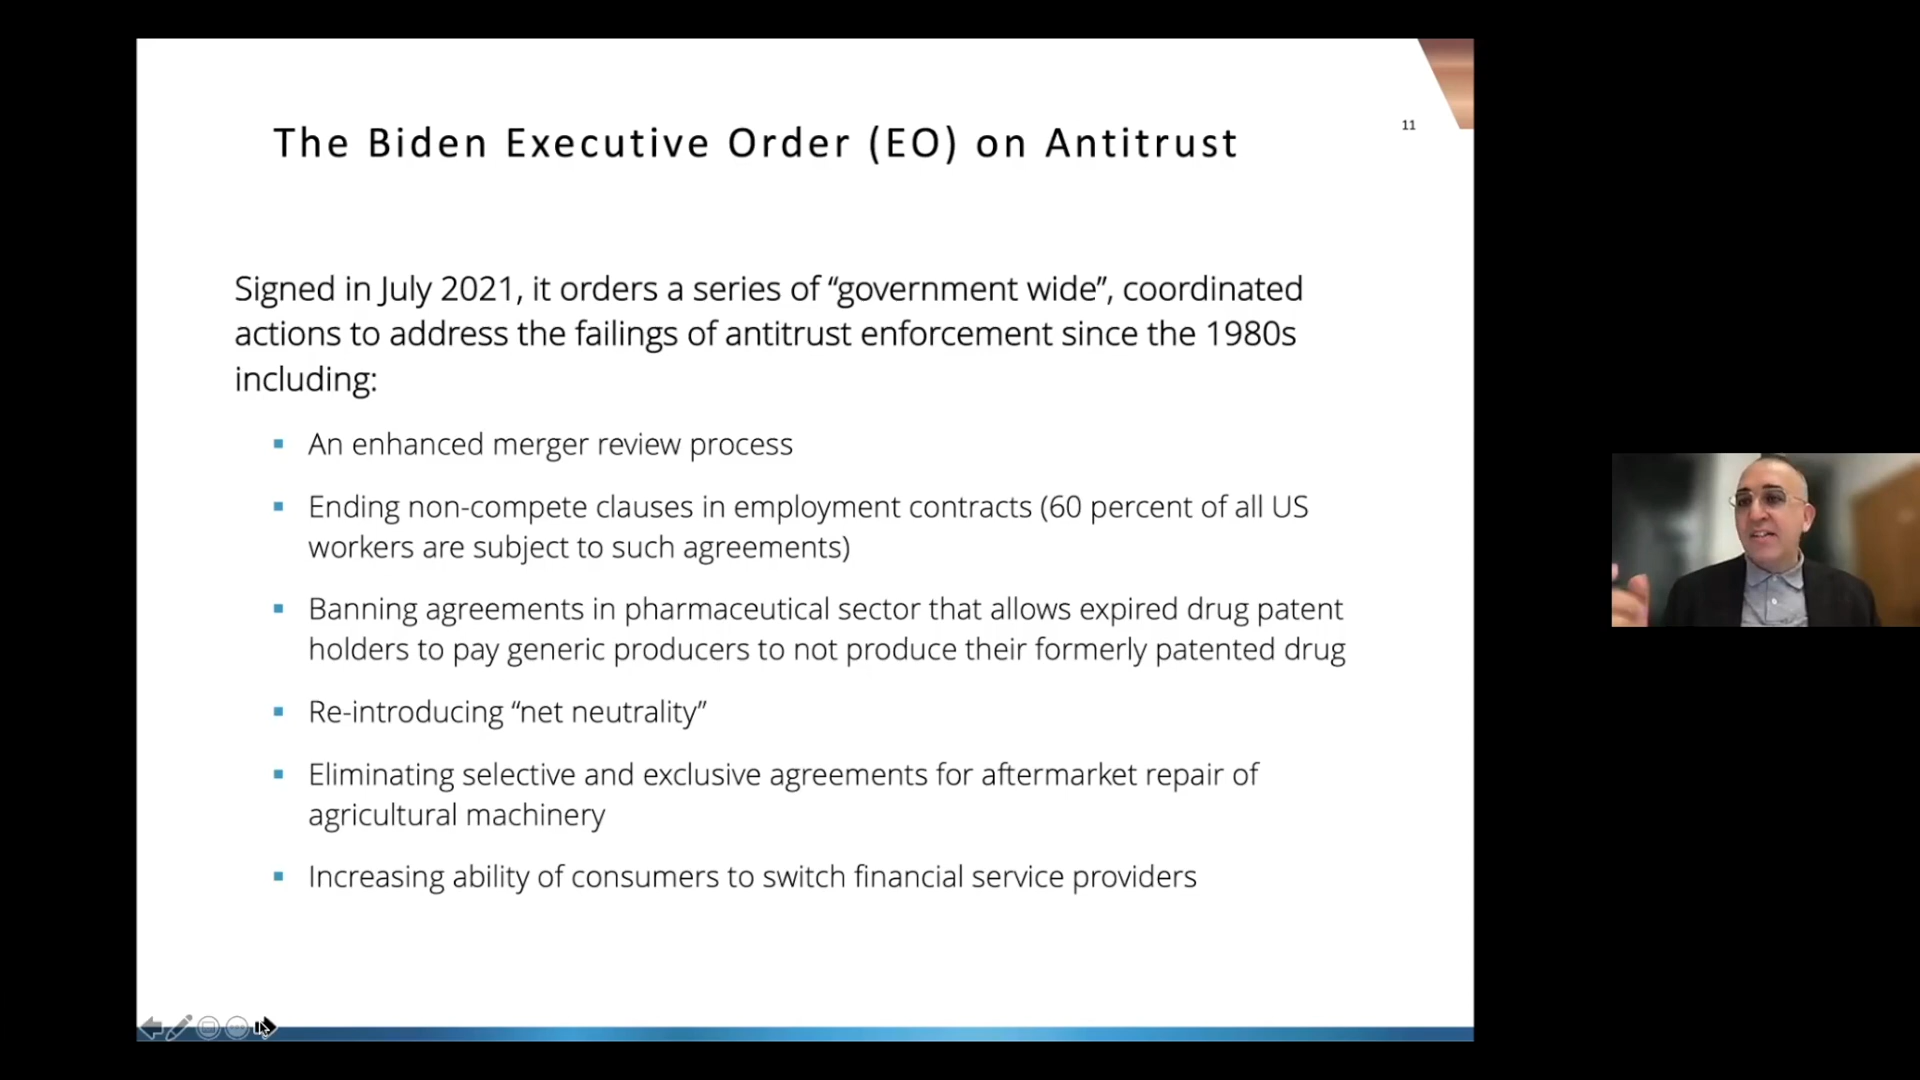 11
The Biden Executive Order (EO) on Antitrust
Signed in July 2021, it orders a series of “government wide”, coordinated
actions to address the failings of antitrust enforcement since the 1980s
including:
▪ An enhanced merger review process
▪ Ending non-compete clauses in employment contracts (60 percent of all US
workers are subject to such agreements)
▪ Banning agreements in pharmaceutical sector that allows expired drug patent
holders to pay generic producers to not produce their formerly patented drug
▪ Re-introducing “net neutrality”
▪ Eliminating selective and exclusive agreements for aftermarket repair of
agricultural machinery
▪ Increasing ability of consumers to switch financial service providers